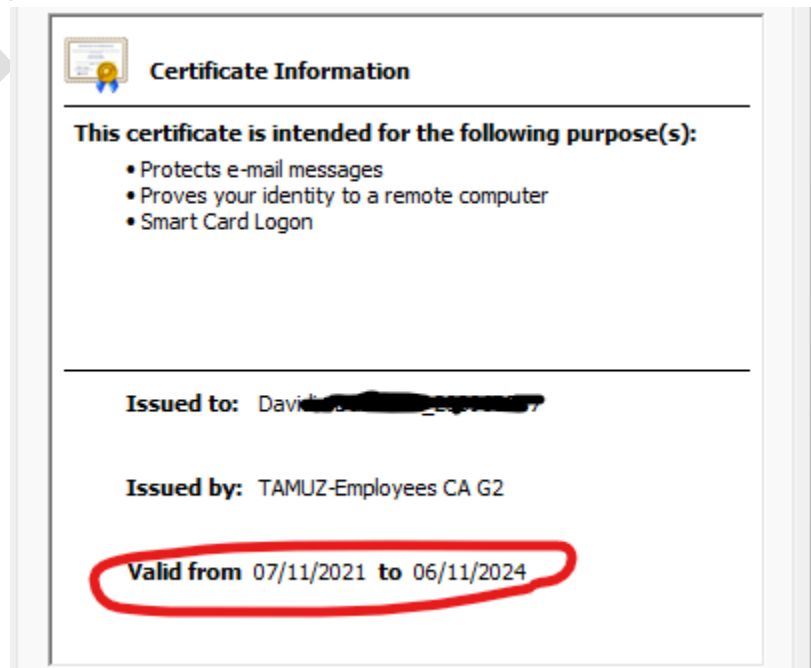 Certificate Information
This certificate is intended for the following purpose(s):
• Protects e-mail messages
• Proves your identity to a remote computer
• Smart Card Logon
Issued to:
Issued by: TAMUZ-Employees CA G2
Valid from 07/11/2021 to 06/11/2024